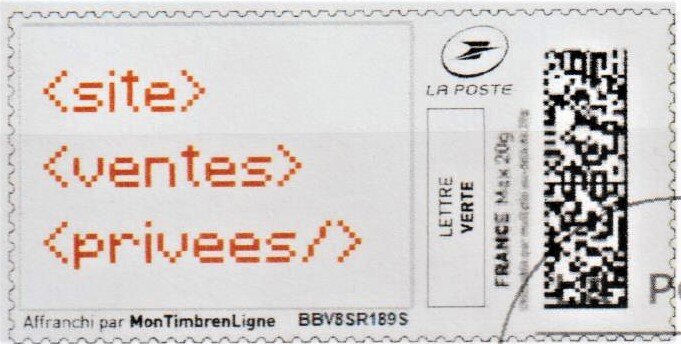 <site>
<ventes>
<privees/>
LA POSTE
LETTRE
VERTE
FRANCE Max 20g
Affranchi par MonTimbrenLigne BBV8SR189S
P